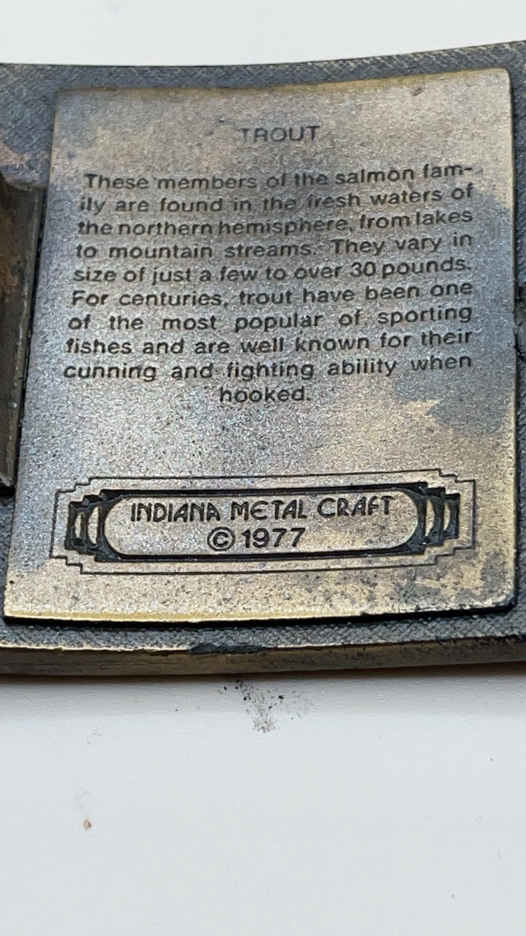 TROUT
These members of the salmon fam-
ily are found in the fresh waters of
the northern hemisphere, from lakes
to mountain streams. They vary in
size of just a few to over 30 pounds.
For centuries, trout have been one
of the most popular of sporting
fishes and are well known for their
cunning and fighting ability when
hooked.
INDIANA METAL CRAFT
© 1977